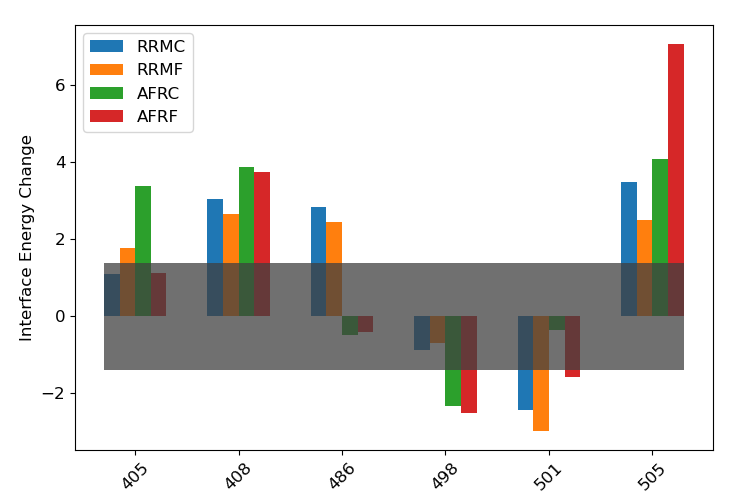 RRMC
RRMF
AFRC
AFRF
Interface Energy Change
6
4
2
0
−2
405
408
486
498
501
505